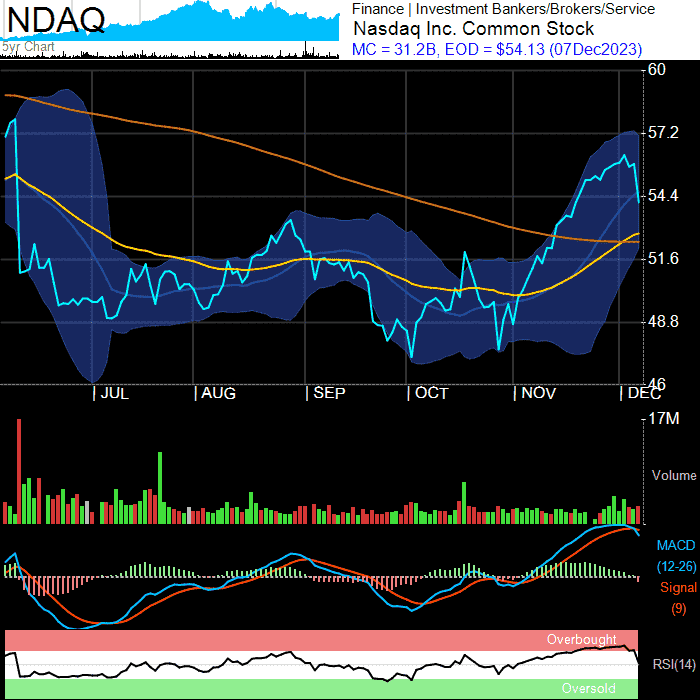 NDAQ
5yr Chart
Finance | Investment Bankers/Brokers/Service
Nasdaq Inc. Common Stock
MC = 31.2B, EOD = $54.13 (07Dec2023)
60
57.2
54.4
51.6
48.8
46
| JUL | AUG | SEP | OCT | NOV | DEC
17M
Volume
MACD
(12-26)
Signal
(9)
Overbought
RSI(14)
Oversold